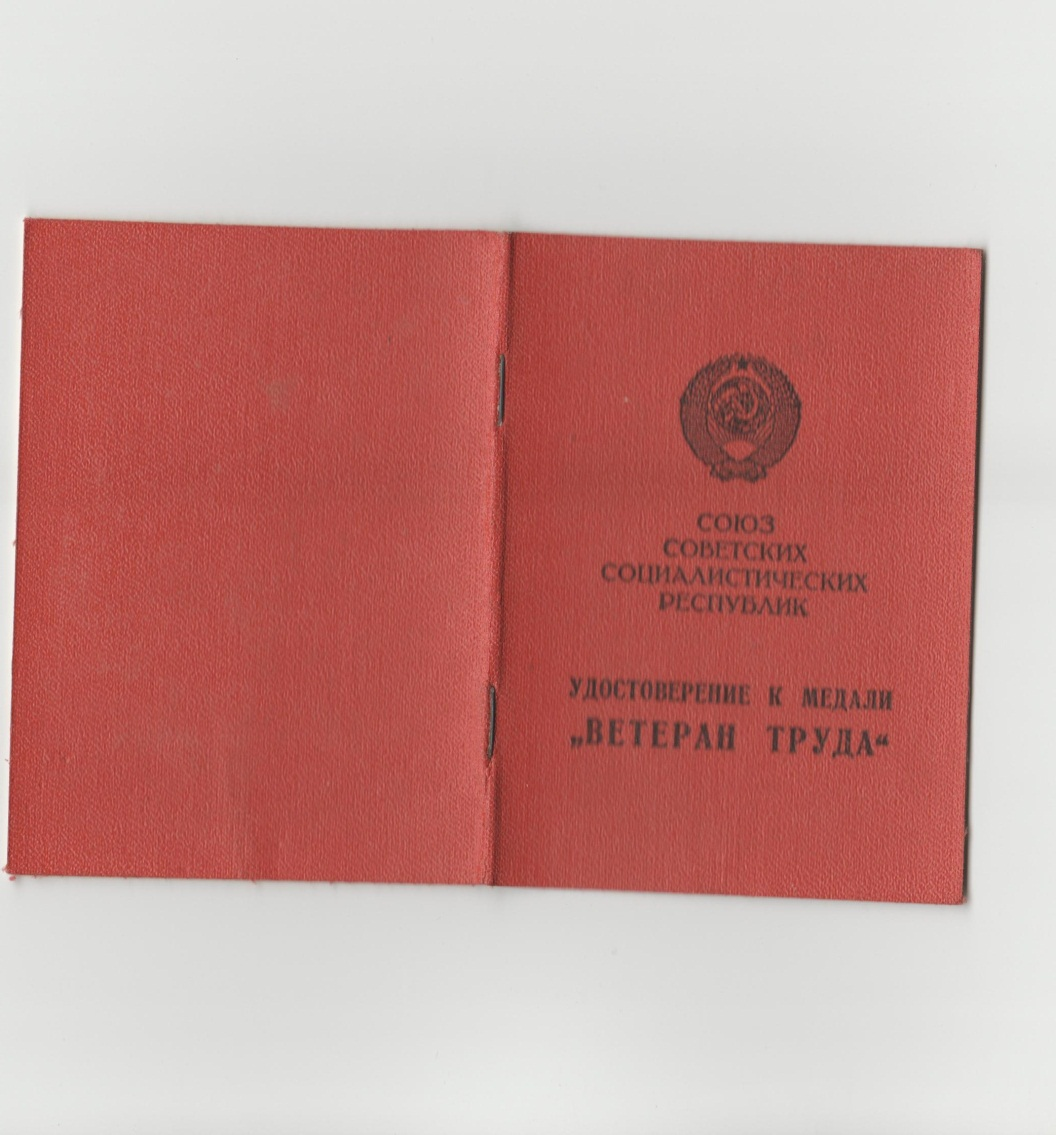 СОЮЗ
СОВЕТСКИХ
СОЦИАЛИСТИЧЕСКИХ
РЕСПУБЛИК
УДОСТОВЕРЕНИЕ К МЕДАЛИ
„ВЕТЕРАН ТРУДА“